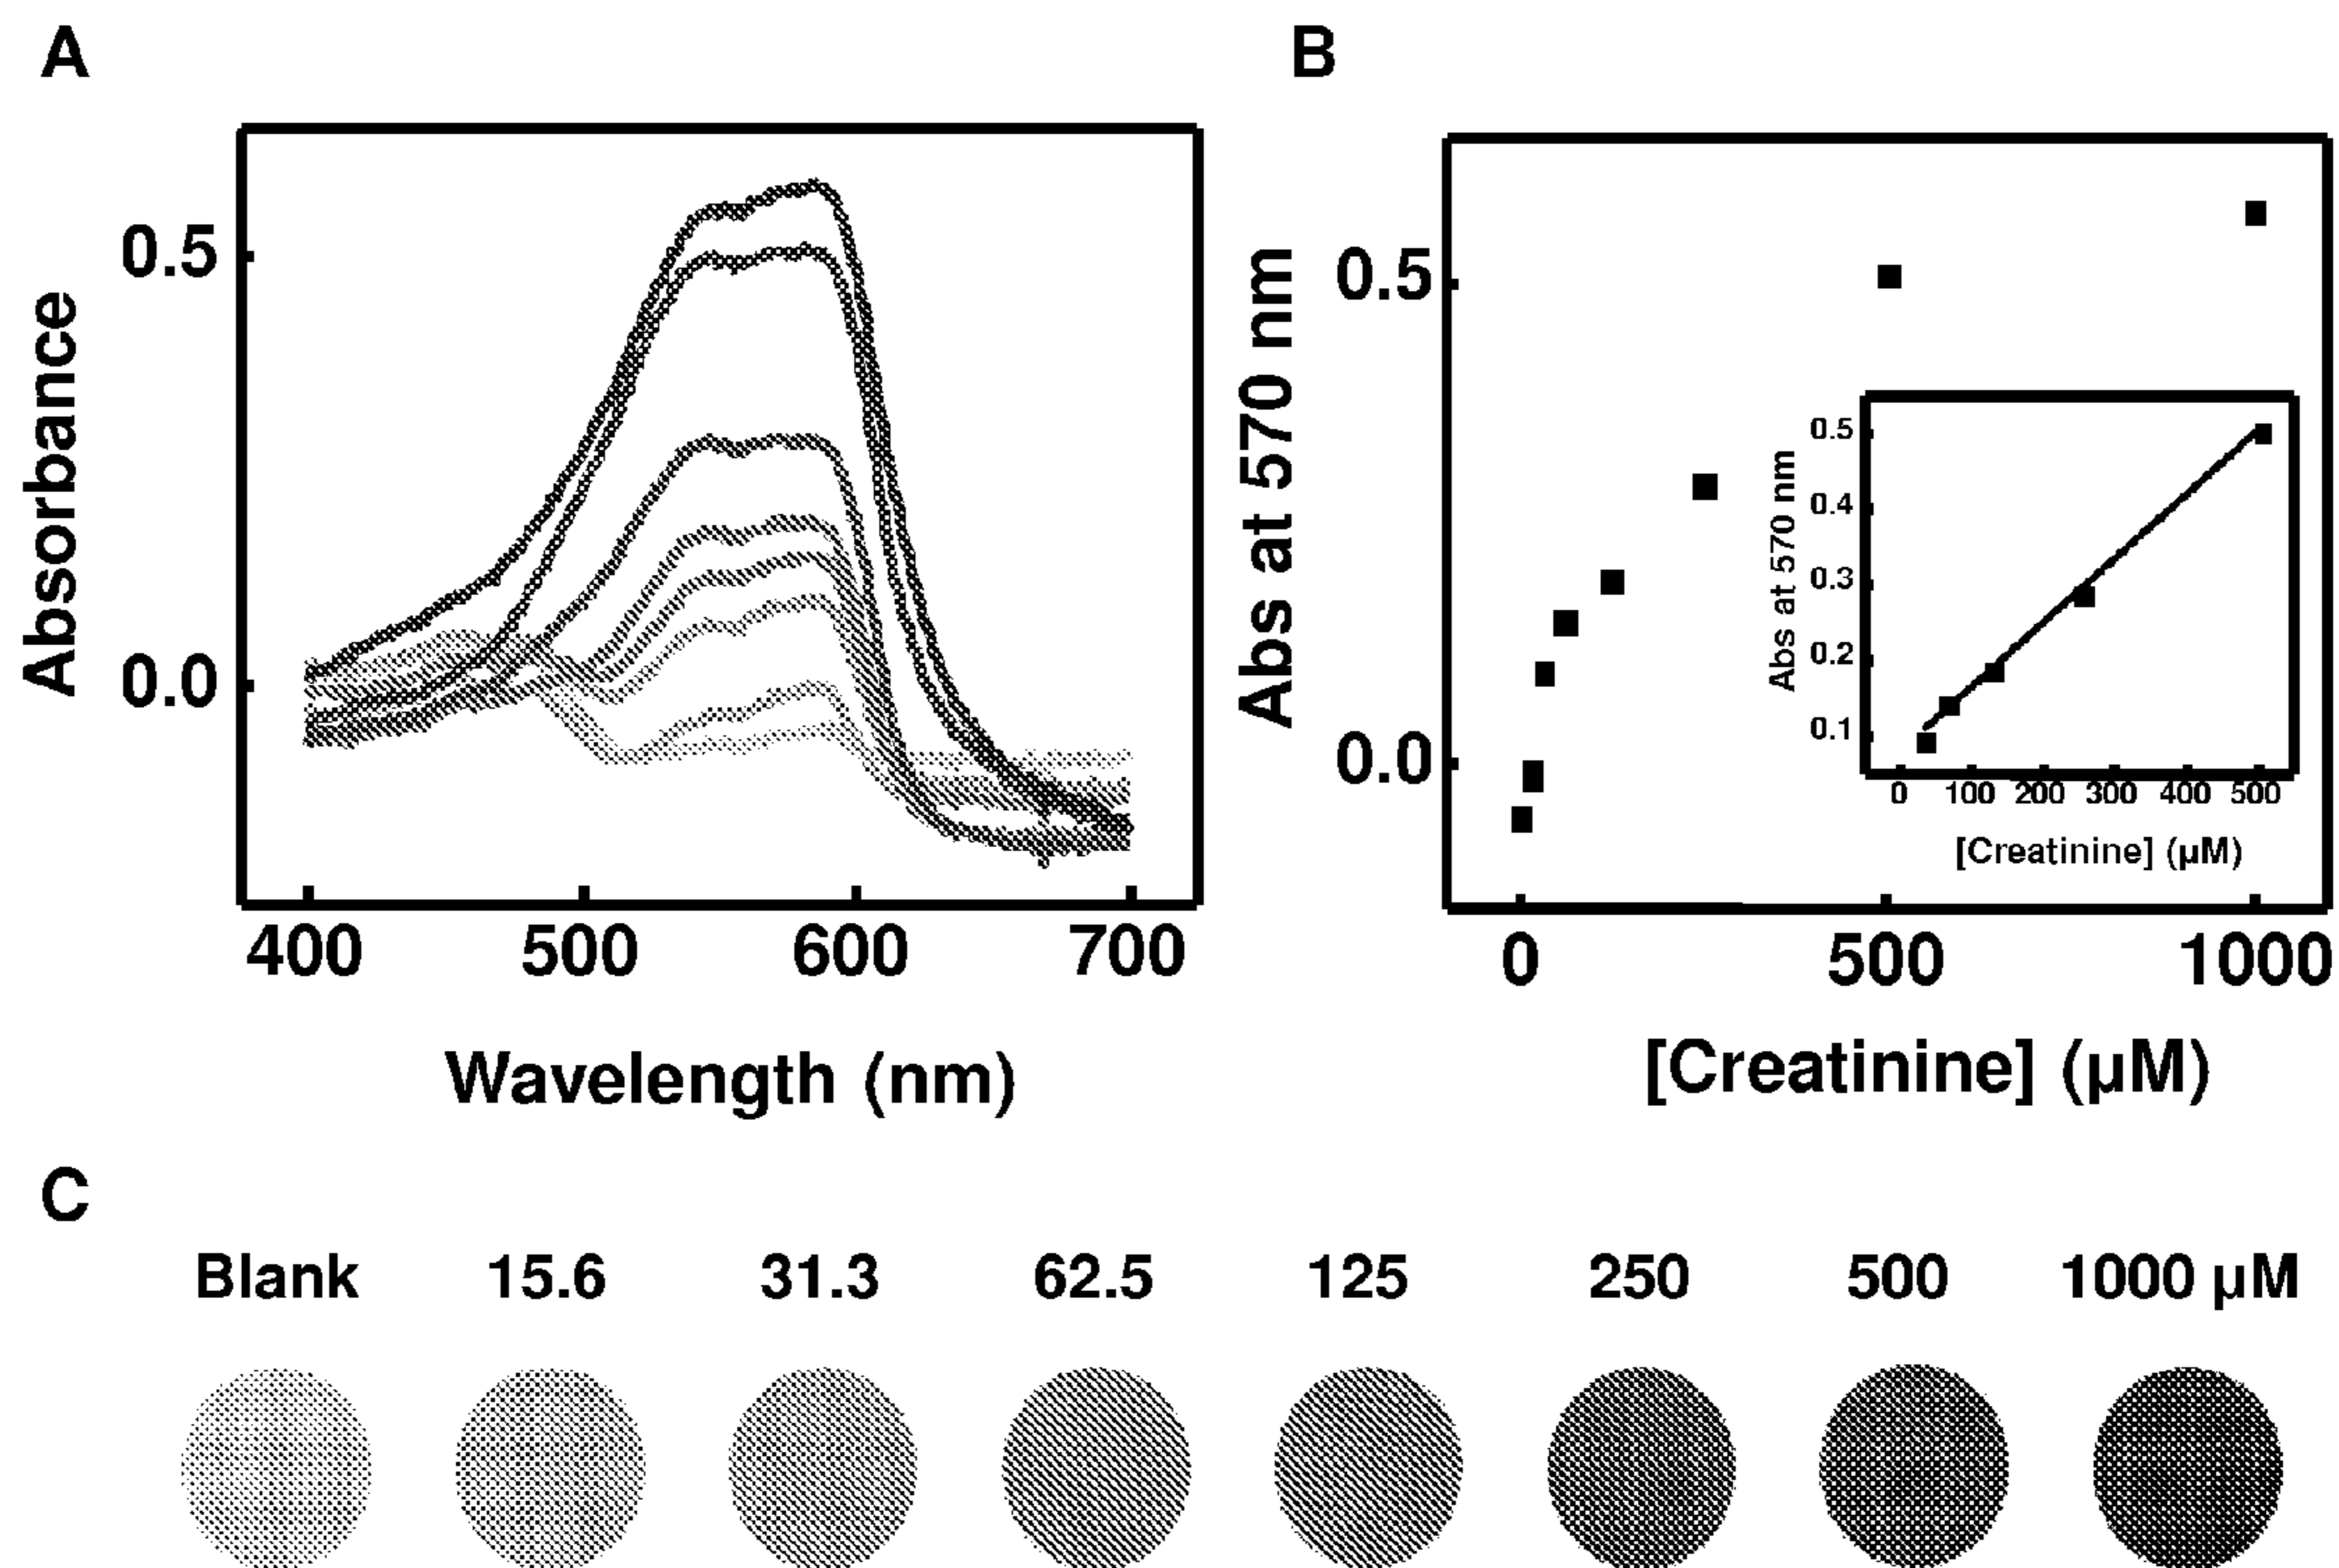 A
B
Absorbance
0.5
0.0
400 500 600 700
Wavelength (nm)
Abs at 570 nm
0.5
0.0
0 500 1000
[Creatinine] (µM)
Abs at 570 nm
0.5
0.4
0.3
0.2
0.1
0 100 200 300 400 500
[Creatinine] (µM)
C
Blank 15.6 31.3 62.5 125 250 500 1000 µM